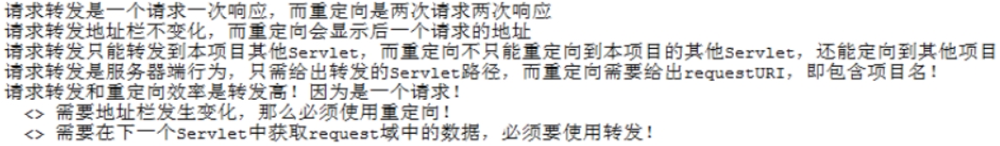 请求转发是一个请求一次响应，而重定向是两次请求两次响应
请求转发地址栏不变化，而重定向会显示后一个请求的地址
请求转发只能转发到本项目其他Servlet，而重定向不只能重定向到本项目的其他Servlet，还能定向到其他项目
请求转发是服务器端行为，只需给出转发的Servlet路径，而重定向需要给出requestURI，即包含项目名！
请求转发和重定向效率是转发高！因为是一个请求！
<> 需要地址栏发生变化，那么必须使用重定向！
<> 需要在下一个Servlet中获取request域中的数据，必须要使用转发！